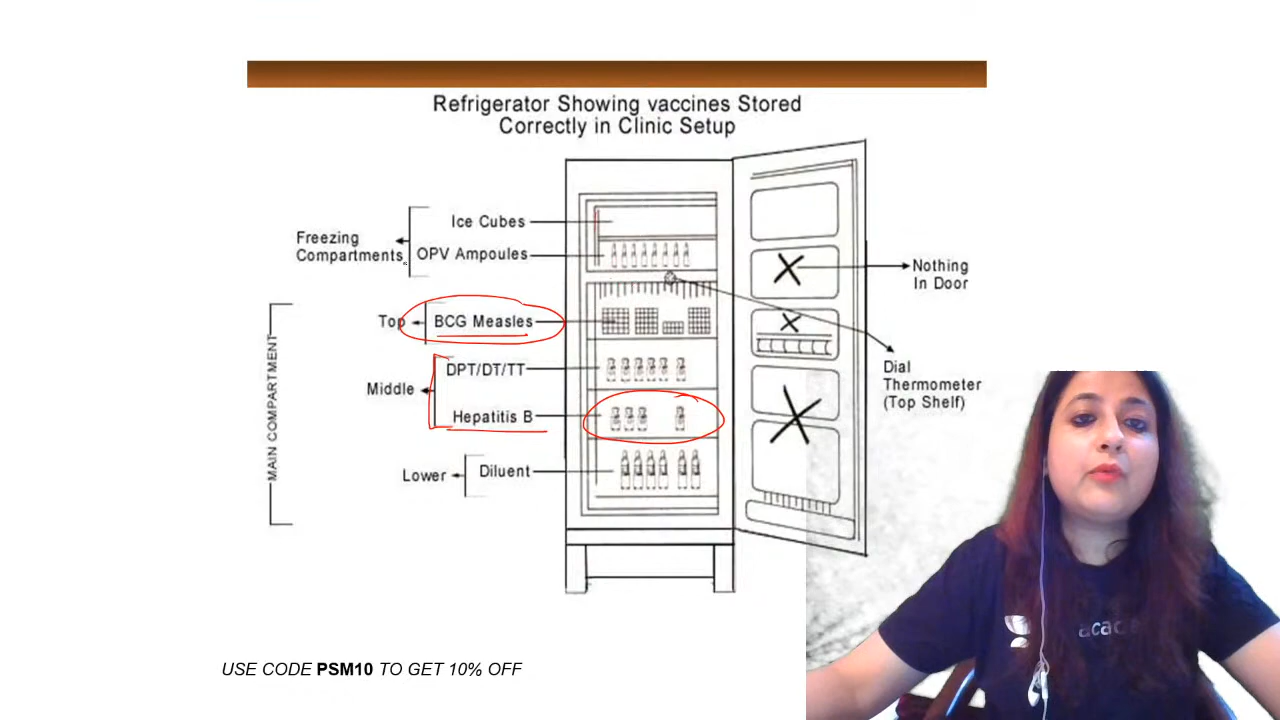 Refrigerator Showing vaccines Stored
Correctly in Clinic Setup
Ice Cubes
Freezing
Compartments
OPV Ampoules
Nothing
In Door
Top
BCG Measles
DPT/DT/TT
Middle
Hepatitis B
Dial
Thermometer
(Top Shelf)
MAIN COMPARTMENT
Lower
Diluent
USE CODE PSM10 TO GET 10% OFF